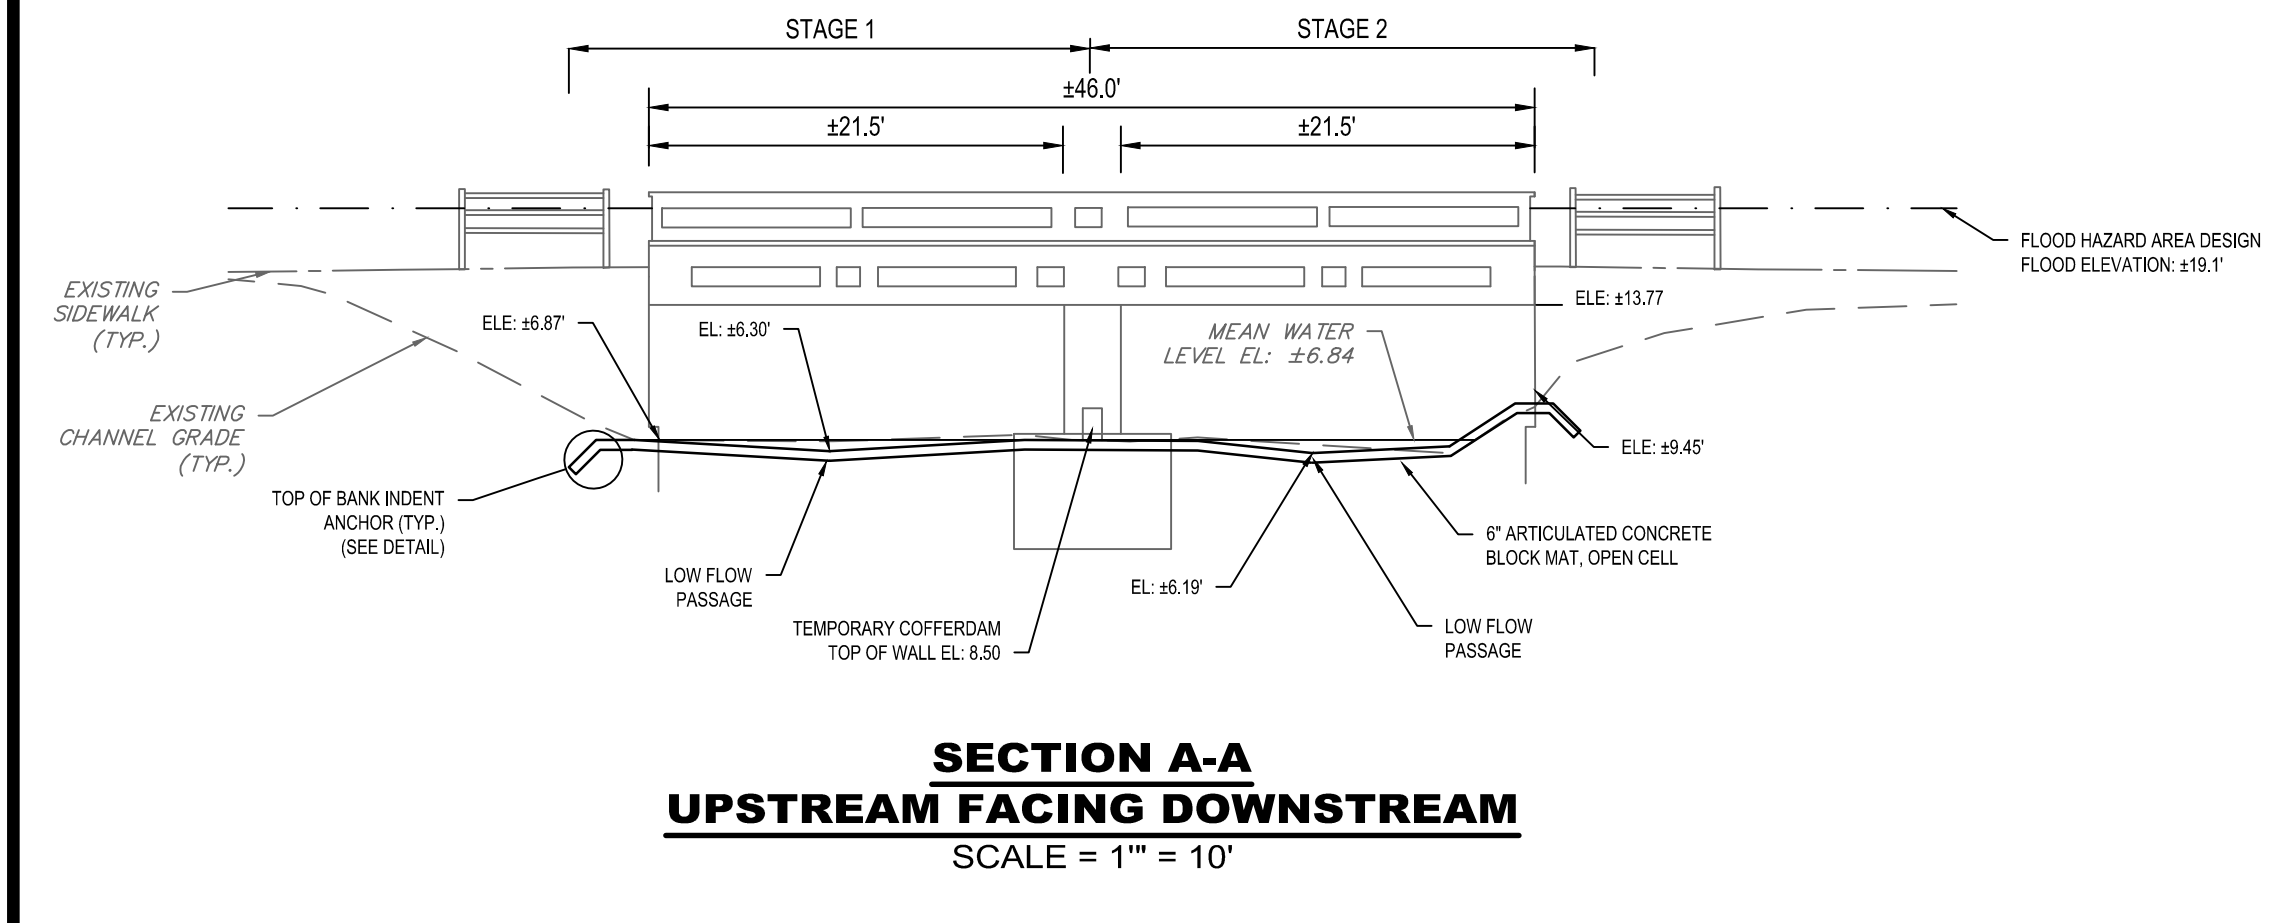 STAGE 1
STAGE 2
±46.0'
±21.5'
±21.5'
FLOOD HAZARD AREA DESIGN
FLOOD ELEVATION: ±19.1'
EXISTING
SIDEWALK
(TYP.)
ELE: ±13.77
ELE: ±6.87'
EL: ±6.30'
MEAN WATER
LEVEL EL: ±6.84
EXISTING
CHANNEL GRADE
(TYP.)
ELE: ±9.45'
TOP OF BANK INDENT
ANCHOR (TYP.)
(SEE DETAIL)
6" ARTICULATED CONCRETE
BLOCK MAT, OPEN CELL
LOW FLOW
PASSAGE
EL: ±6.19'
TEMPORARY COFFERDAM
TOP OF WALL EL: 8.50
LOW FLOW
PASSAGE
SECTION A-A
UPSTREAM FACING DOWNSTREAM
SCALE = 1'" = 10'